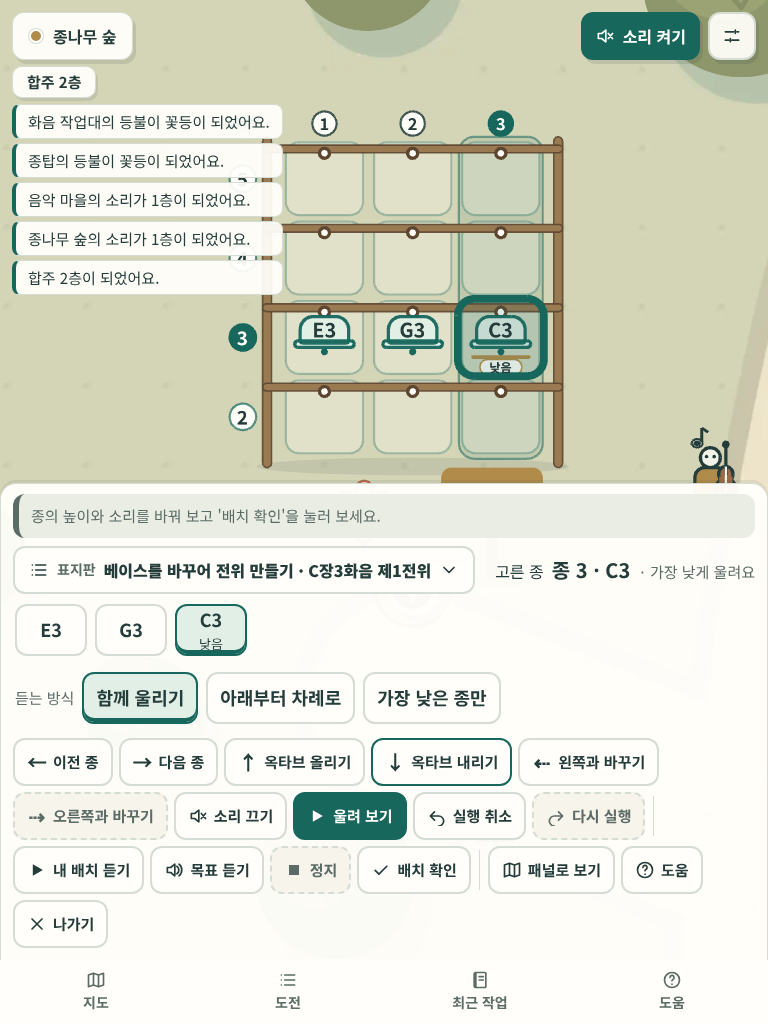 종나무 숲
소리 켜기
합주 2층
화음 작업대의 등불이 꽃등이 되었어요.
종탑의 등불이 꽃등이 되었어요.
음악 마을의 소리가 1층이 되었어요.
종나무 숲의 소리가 1층이 되었어요.
합주 2층이 되었어요.
1 2 3
E3 G3 C3
낮음
3
2
종의 높이와 소리를 바꿔 보고 '배치 확인'을 눌러 보세요.
표지판 베이스를 바꾸어 전위 만들기 · C장3화음 제1전위
고른 종 종 3 · C3 · 가장 낮게 울려요
E3 G3 C3
낮음
듣는 방식 함께 울리기 아래부터 차례로 가장 낮은 종만
← 이전 종 → 다음 종 ↑ 옥타브 올리기 ↓ 옥타브 내리기 ⇠ 왼쪽과 바꾸기
⇢ 오른쪽과 바꾸기 소리 끄기 울려 보기 실행 취소 다시 실행
내 배치 듣기 목표 듣기 정지 배치 확인 패널로 보기 도움
나가기
지도 도전 최근 작업 도움